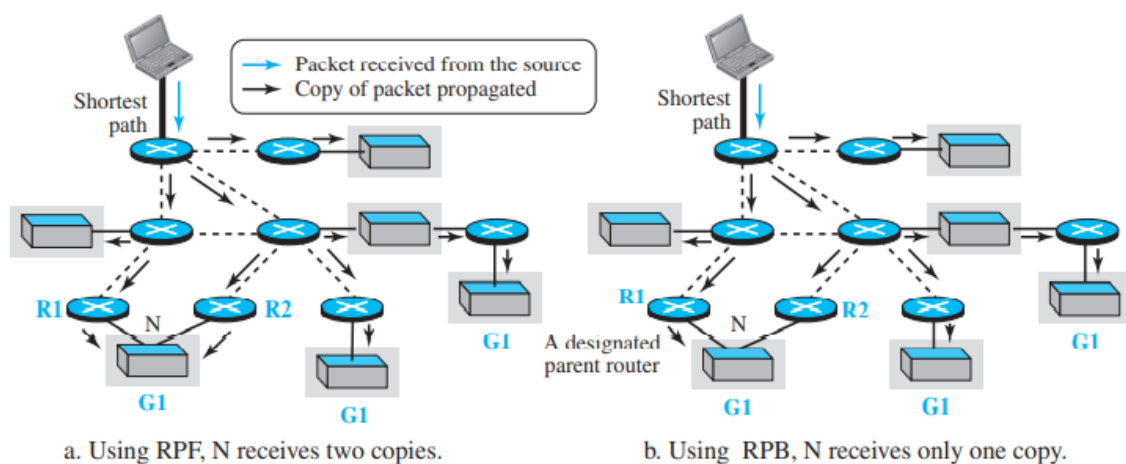 Packet received from the source
Copy of packet propagated
Shortest
path
R1
N
R2
G1
G1
G1
a. Using RPF, N receives two copies.
Shortest
path
R1
N
R2
A designated
parent router
G1
G1
G1
b. Using RPB, N receives only one copy.